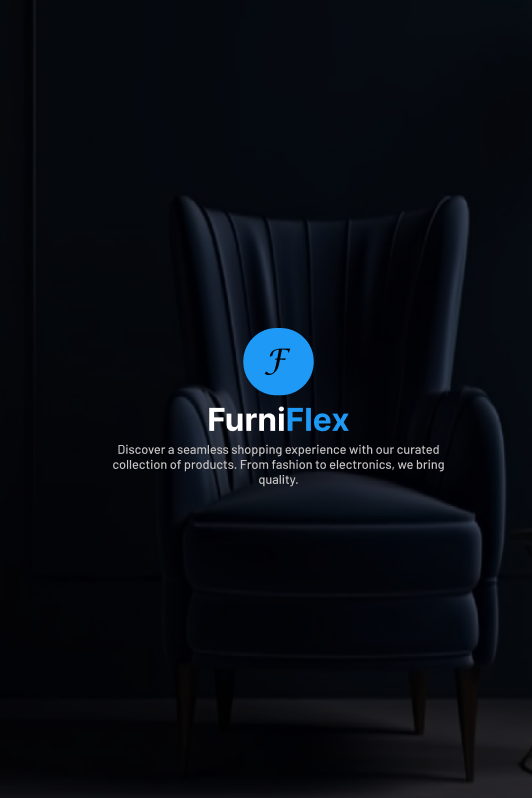 ℱ
FurniFlex
Discover a seamless shopping experience with our curated
collection of products. From fashion to electronics, we bring
quality.